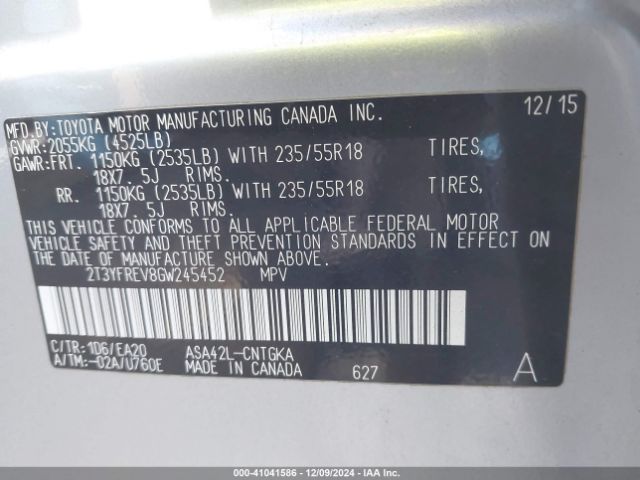 MFD.BY:TOYOTA MOTOR MANUFACTURING CANADA INC. 12/15
GVWR:2055KG (4525LB)
GAWR:FRT. 1150KG (2535LB) WITH 235/55R18 TIRES,
18X7. 5J RIMS.
RR. 1150KG (2535LB) WITH 235/55R18 TIRES,
18X7. 5J RIMS.
THIS VEHICLE CONFORMS TO ALL APPLICABLE FEDERAL MOTOR
VEHICLE SAFETY AND THEFT PREVENTION STANDARDS IN EFFECT ON
THE DATE OF MANUFACTURE SHOWN ABOVE.
2T3YFREV8GW245452 MPV
C/TR:1D6/EA20 ASA42L-CNTGKA
A/TM:-02A/U760E MADE IN CANADA 627 A
000-41041586 • 12/09/2024 • IAA Inc.